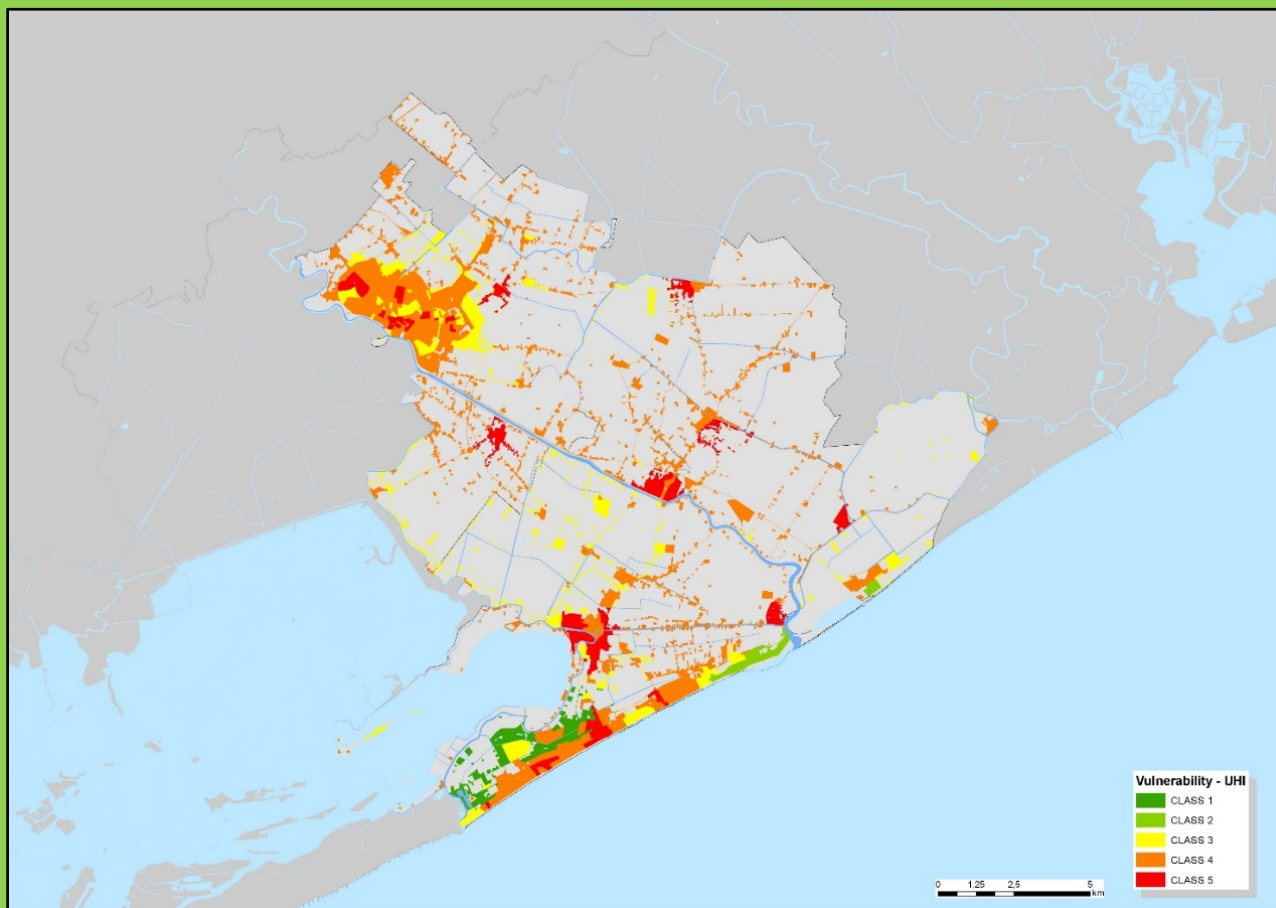 Vulnerability - UHI
CLASS 1
CLASS 2
CLASS 3
CLASS 4
CLASS 5
0 1.25 2,5 5
km